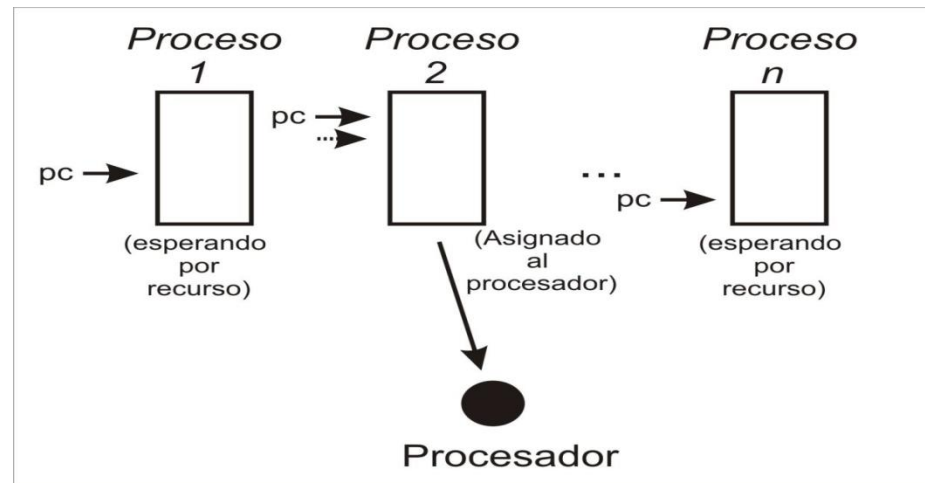 Proceso
1
Proceso
2
Proceso
n
pc
pc
...
pc
(esperando
por
recurso)
(Asignado
al
procesador)
(esperando
por
recurso)
Procesador